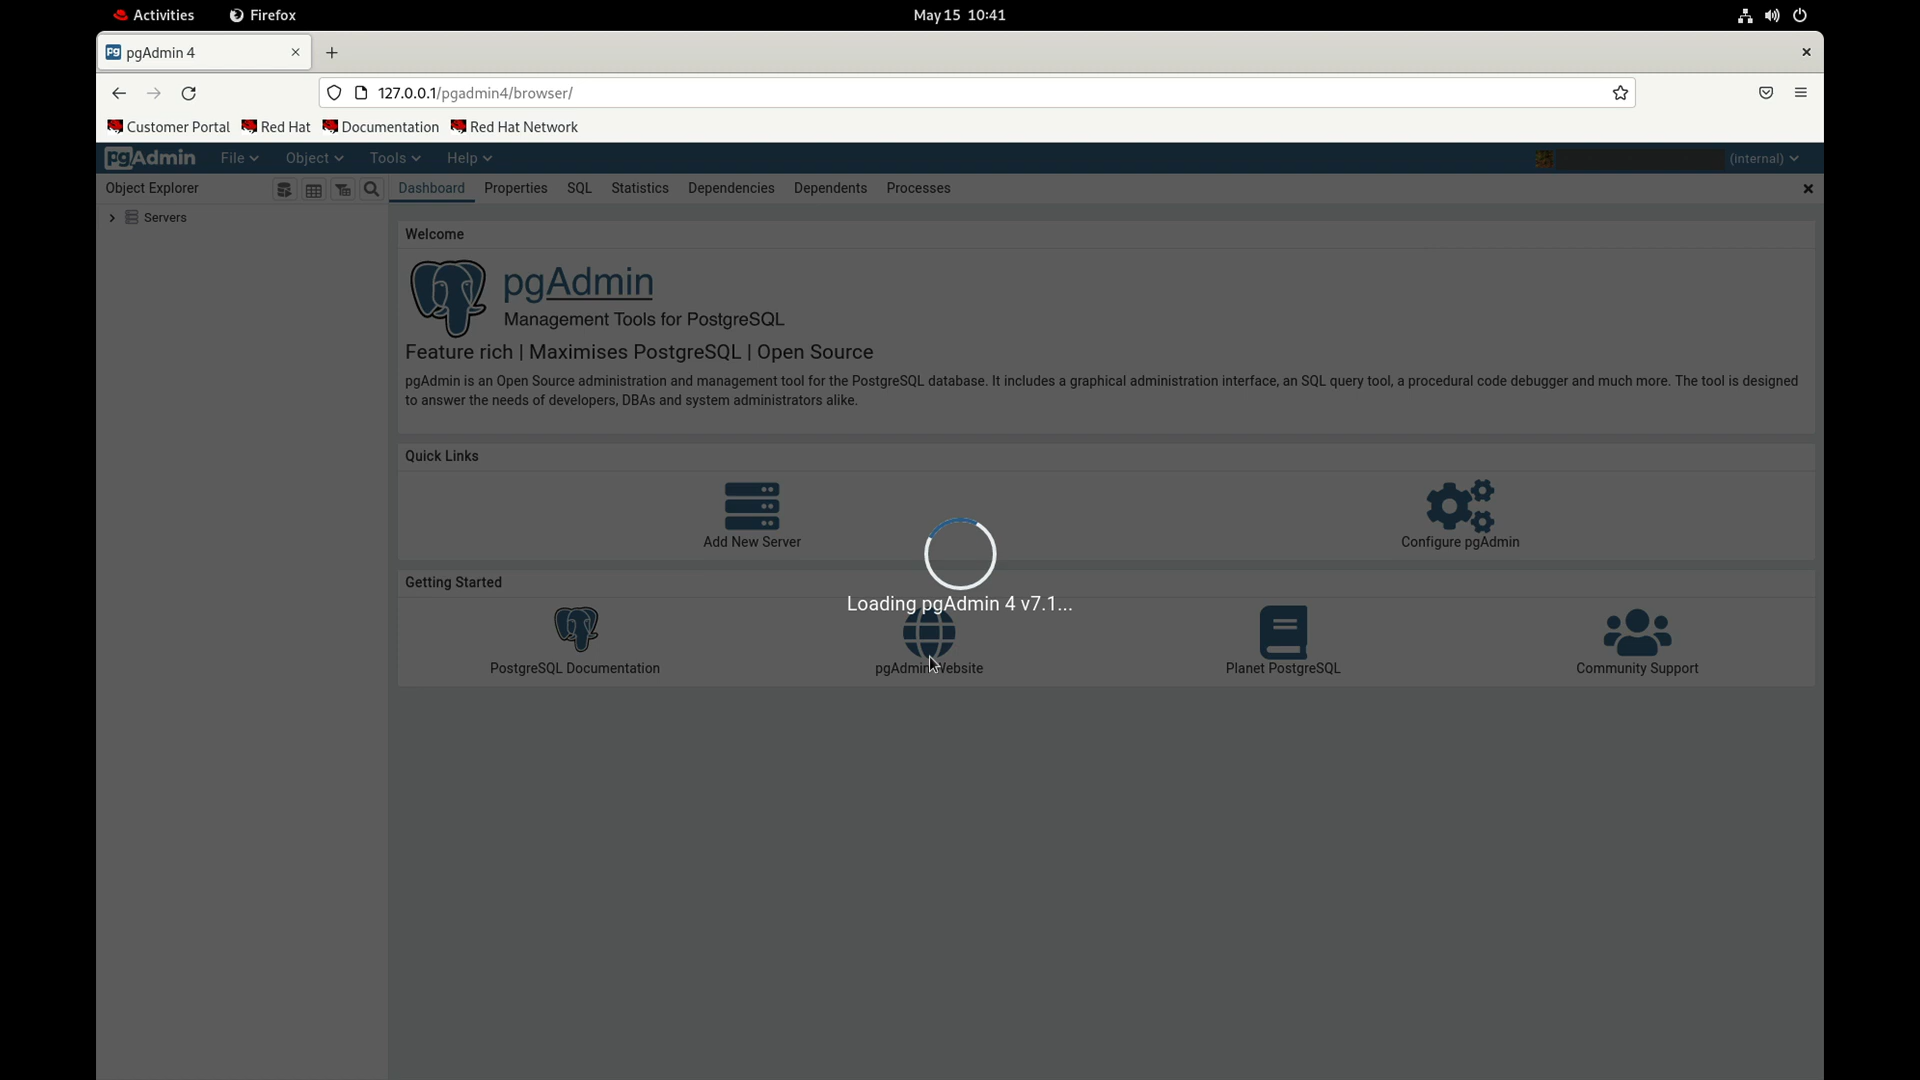 Activities Firefox May 15 10:41
pgAdmin 4
127.0.0.1/pgadmin4/browser/
Customer Portal Red Hat Documentation Red Hat Network
pgAdmin File Object Tools Help (internal)
Object Explorer Dashboard Properties SQL Statistics Dependencies Dependents Processes
Servers
Welcome
pgAdmin
Management Tools for PostgreSQL
Feature rich | Maximises PostgreSQL | Open Source
pgAdmin is an Open Source administration and management tool for the PostgreSQL database. It includes a graphical administration interface, an SQL query tool, a procedural code debugger and much more. The tool is designed
to answer the needs of developers, DBAs and system administrators alike.
Quick Links
Add New Server Configure pgAdmin
Loading pgAdmin 4 v7.1...
Getting Started
PostgreSQL Documentation pgAdmin Website Planet PostgreSQL Community Support